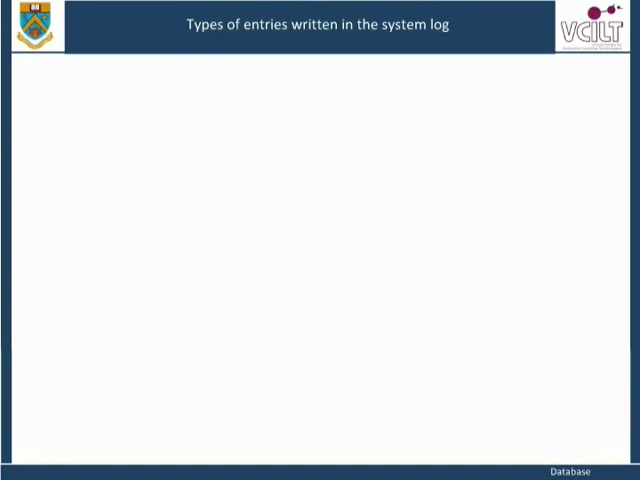 Types of entries written in the system log
VCILT
Database